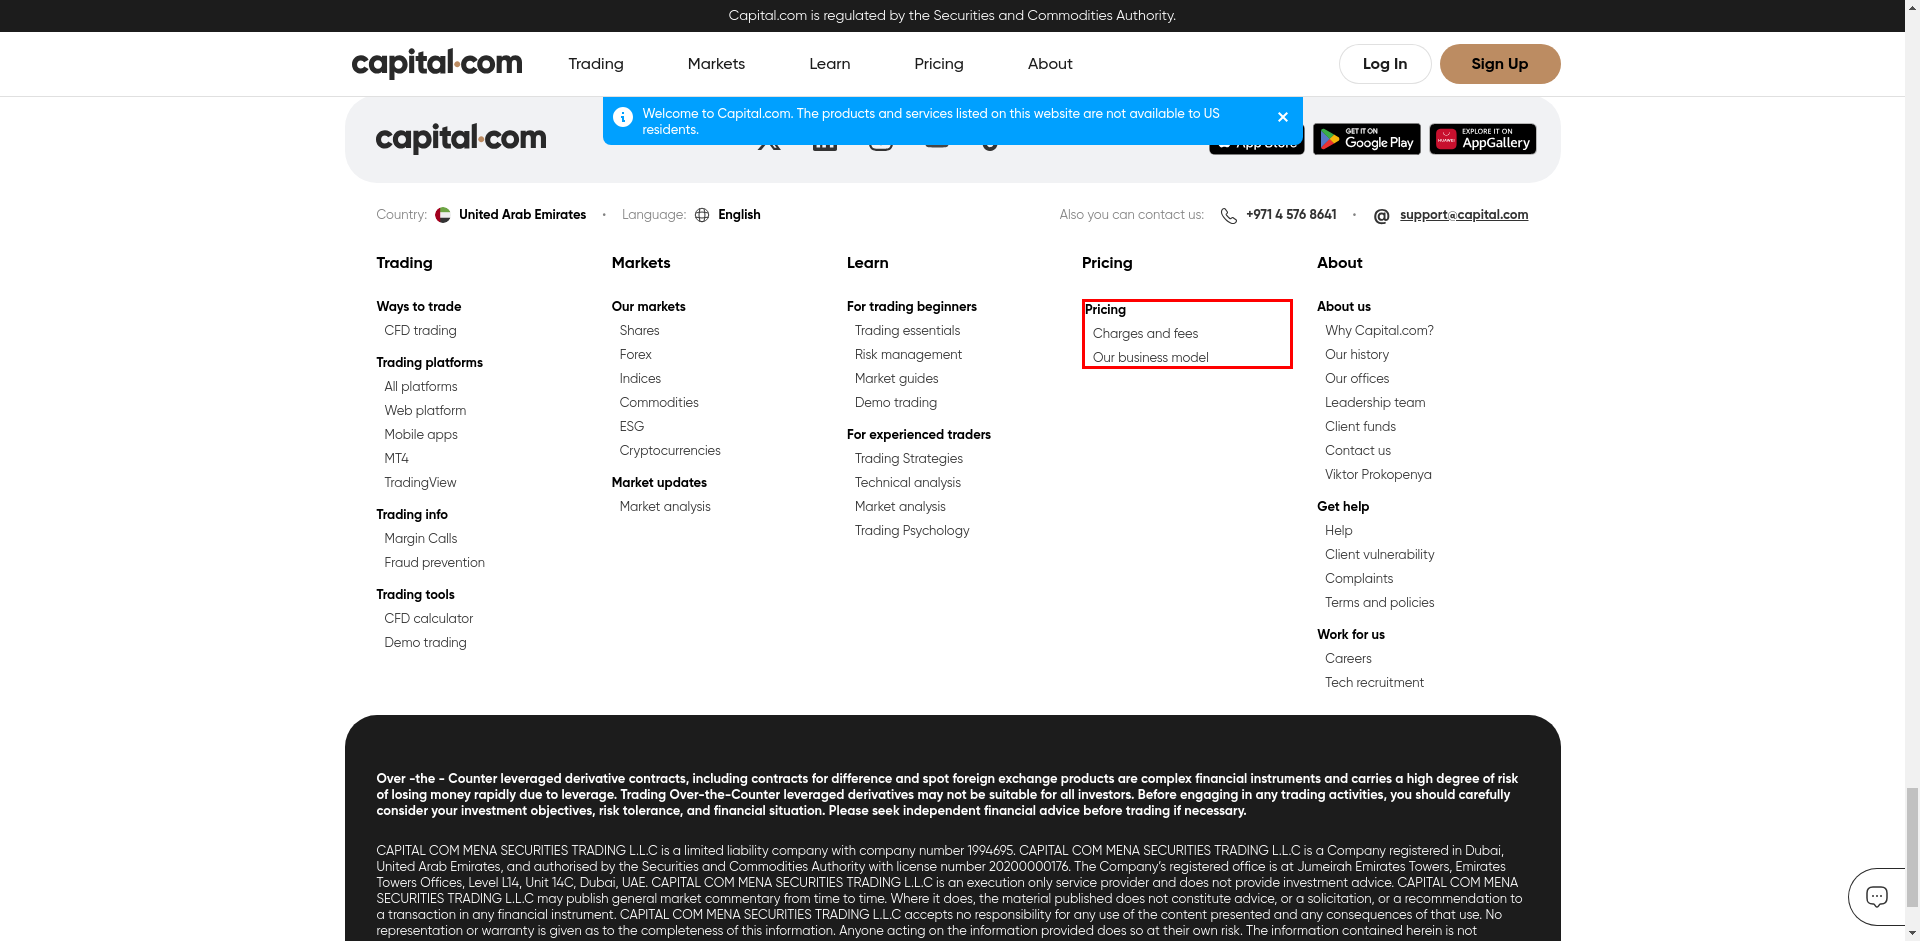 Capital.com is regulated by the Securities and Commodities Authority.
capital.com
Trading
Markets
Learn
Pricing
About
Log In
Sign Up
Welcome to Capital.com. The products and services listed on this website are not available to US
residents.
capital.com
App Store
GET IT ON
Google Play
EXPLORE IT ON
AppGallery
Country: United Arab Emirates • Language: English
Also you can contact us: +971 4 576 8641 • @ support@capital.com
Trading
Ways to trade
CFD trading
Trading platforms
All platforms
Web platform
Mobile apps
MT4
TradingView
Trading info
Margin Calls
Fraud prevention
Trading tools
CFD calculator
Demo trading
Markets
Our markets
Shares
Forex
Indices
Commodities
ESG
Cryptocurrencies
Market updates
Market analysis
Learn
For trading beginners
Trading essentials
Risk management
Market guides
Demo trading
For experienced traders
Trading Strategies
Technical analysis
Market analysis
Trading Psychology
Pricing
Pricing
Charges and fees
Our business model
About
About us
Why Capital.com?
Our history
Our offices
Leadership team
Client funds
Contact us
Viktor Prokopenya
Get help
Help
Client vulnerability
Complaints
Terms and policies
Work for us
Careers
Tech recruitment
Over -the - Counter leveraged derivative contracts, including contracts for difference and spot foreign exchange products are complex financial instruments and carries a high degree of risk
of losing money rapidly due to leverage. Trading Over-the-Counter leveraged derivatives may not be suitable for all investors. Before engaging in any trading activities, you should carefully
consider your investment objectives, risk tolerance, and financial situation. Please seek independent financial advice before trading if necessary.
CAPITAL COM MENA SECURITIES TRADING L.L.C is a limited liability company with company number 1994695. CAPITAL COM MENA SECURITIES TRADING L.L.C is a Company registered in Dubai,
United Arab Emirates, and authorised by the Securities and Commodities Authority with license number 20200000176. The Company's registered office is at Jumeirah Emirates Towers, Emirates
Towers Offices, Level L14, Unit 14C, Dubai, UAE. CAPITAL COM MENA SECURITIES TRADING L.L.C is an execution only service provider and does not provide investment advice. CAPITAL COM MENA
SECURITIES TRADING L.L.C may publish general market commentary from time to time. Where it does, the material published does not constitute advice, or a solicitation, or a recommendation to
a transaction in any financial instrument. CAPITAL COM MENA SECURITIES TRADING L.L.C accepts no responsibility for any use of the content presented and any consequences of that use. No
representation or warranty is given as to the completeness of this information. Anyone acting on the information provided does so at their own risk. The information contained herein is not